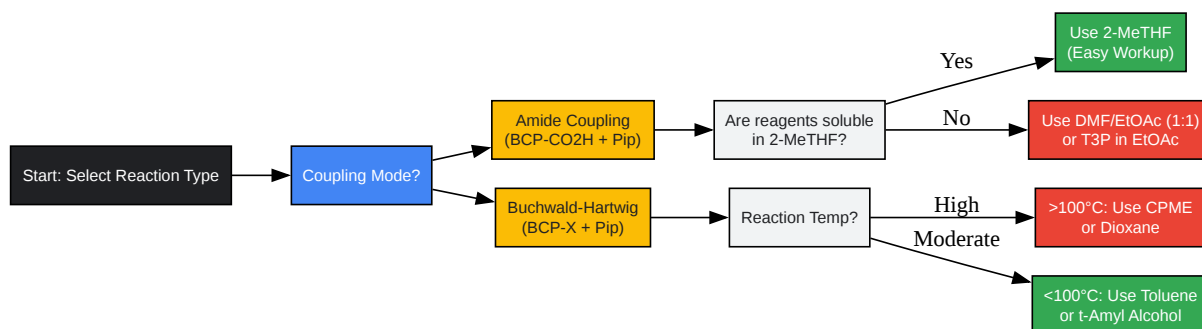 Start: Select Reaction Type
Coupling Mode?
Amide Coupling
(BCP-CO2H + Pip)
Are reagents soluble
in 2-MeTHF?
Yes
Use 2-MeTHF
(Easy Workup)
No
Use DMF/EtOAc (1:1)
or T3P in EtOAc
Buchwald-Hartwig
(BCP-X + Pip)
Reaction Temp?
High
>100°C: Use CPME
or Dioxane
Moderate
<100°C: Use Toluene
or t-Amyl Alcohol